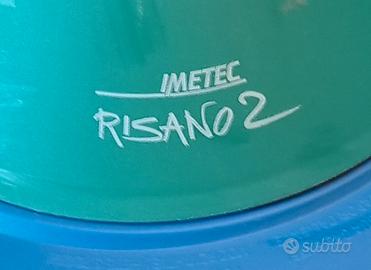 IMETEC
RISANO 2
subito